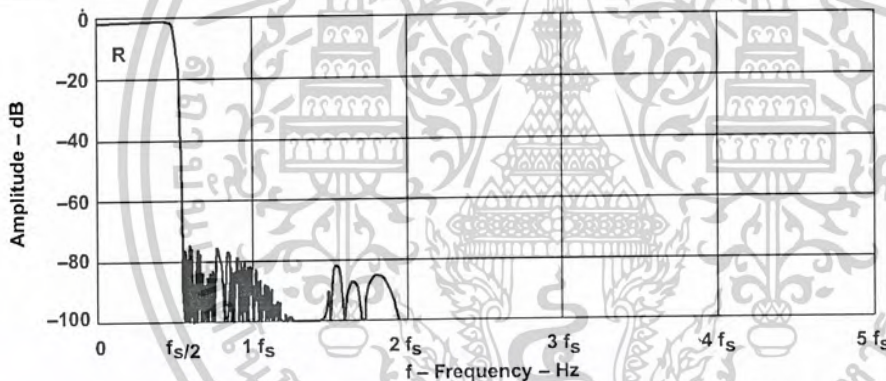 0
R
−20
−40
−60
−80
−100
Amplitude – dB
0
fS/2
1 fS
2 fS
3 fS
4 fS
5 fS
f – Frequency – Hz